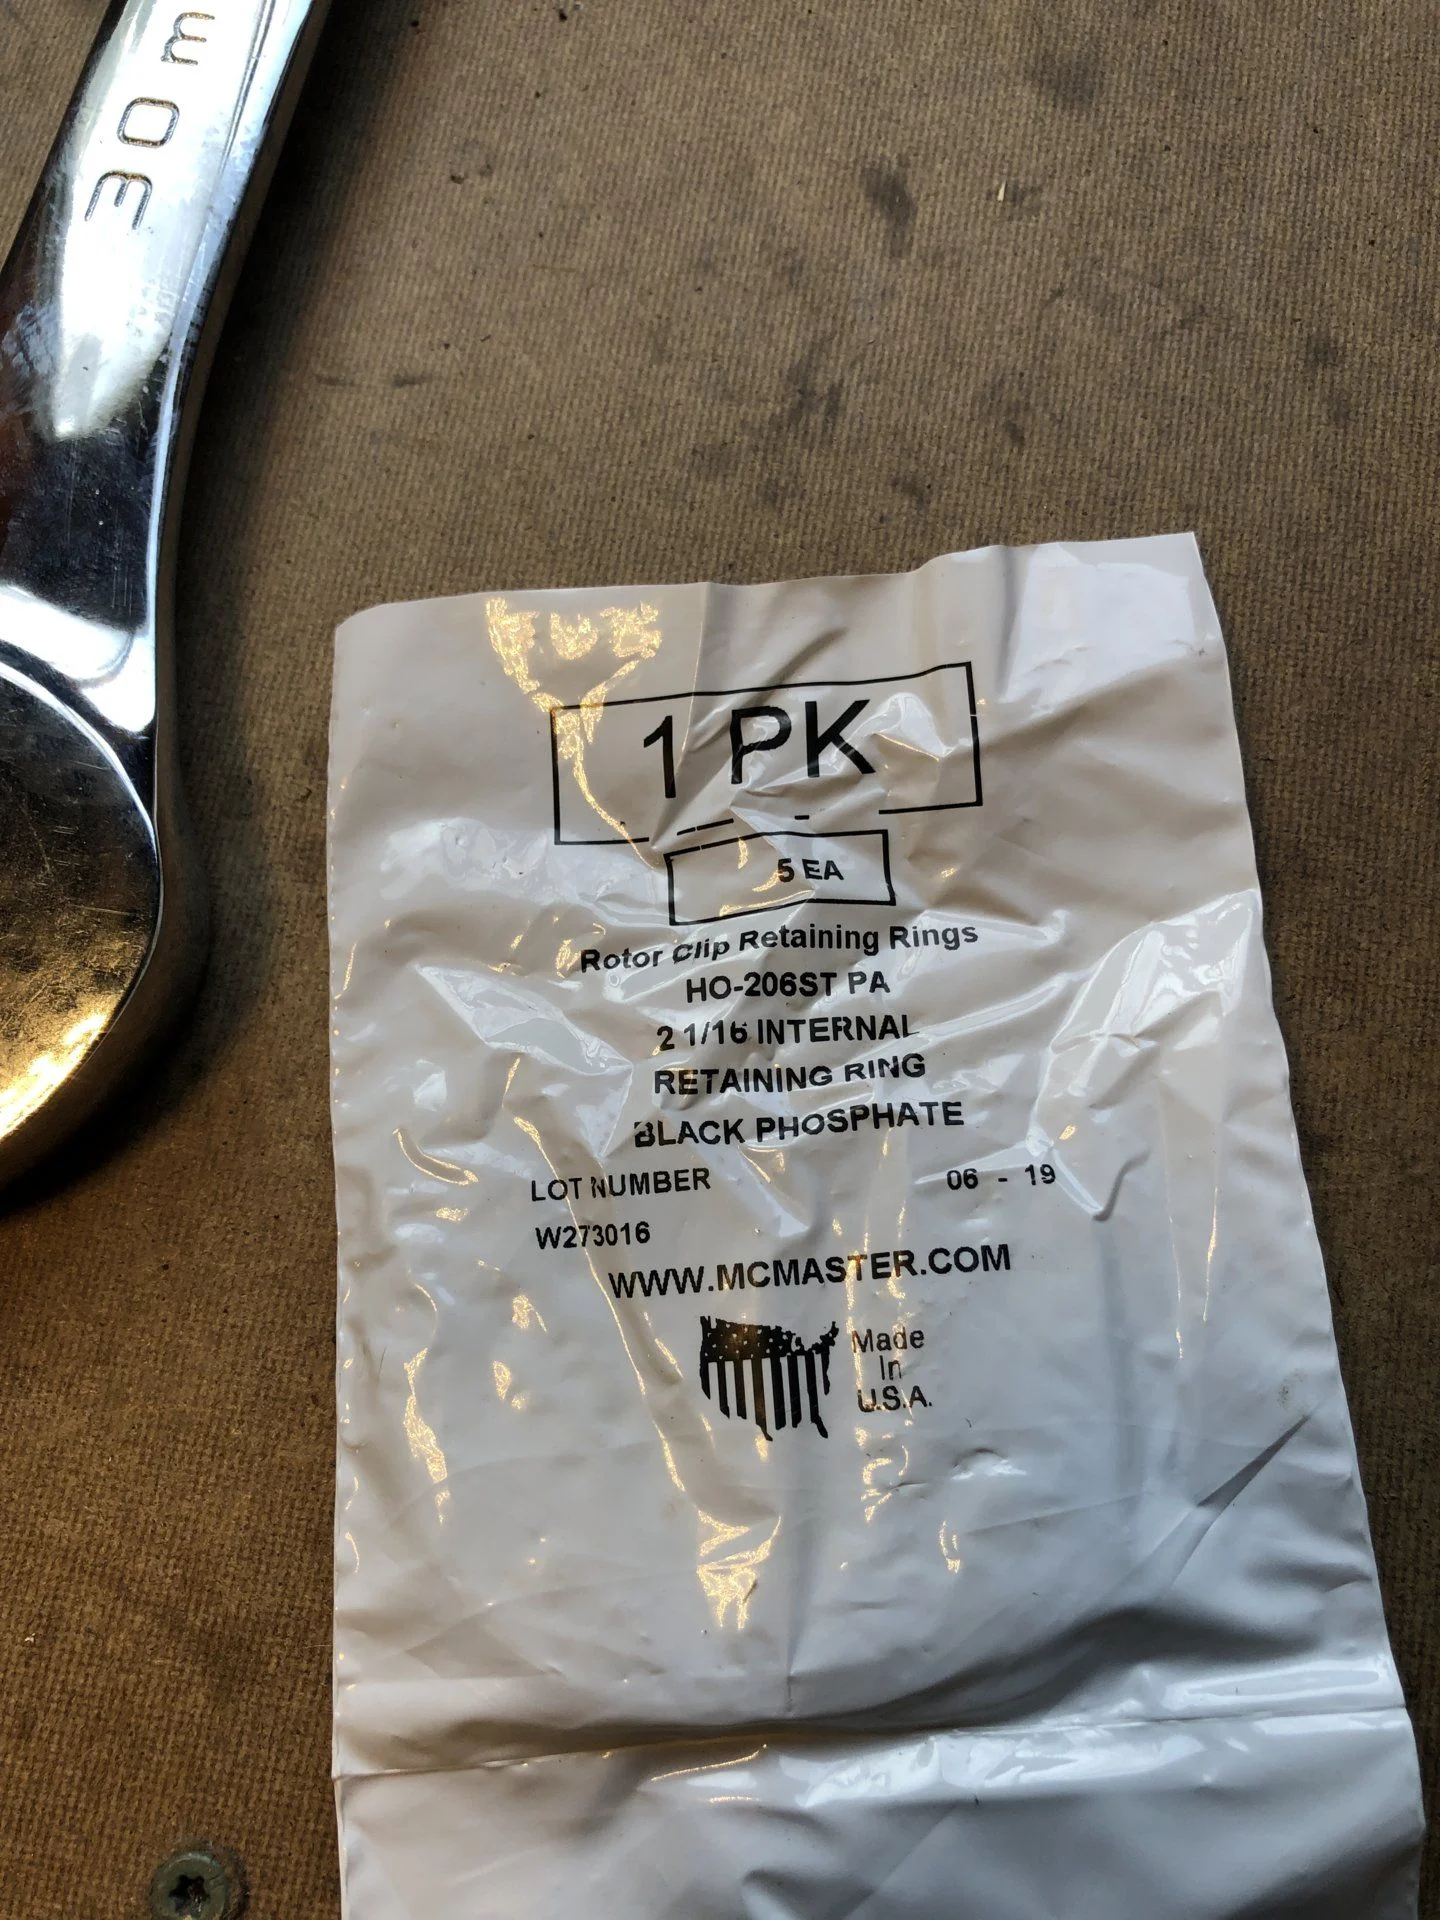 30m
1 PK
5 EA
Rotor Clip Retaining Rings
HO-206ST PA
2 1/16 INTERNAL
RETAINING RING
BLACK PHOSPHATE
LOT NUMBER 06 - 19
W273016
WWW.MCMASTER.COM
Made
In
U.S.A.